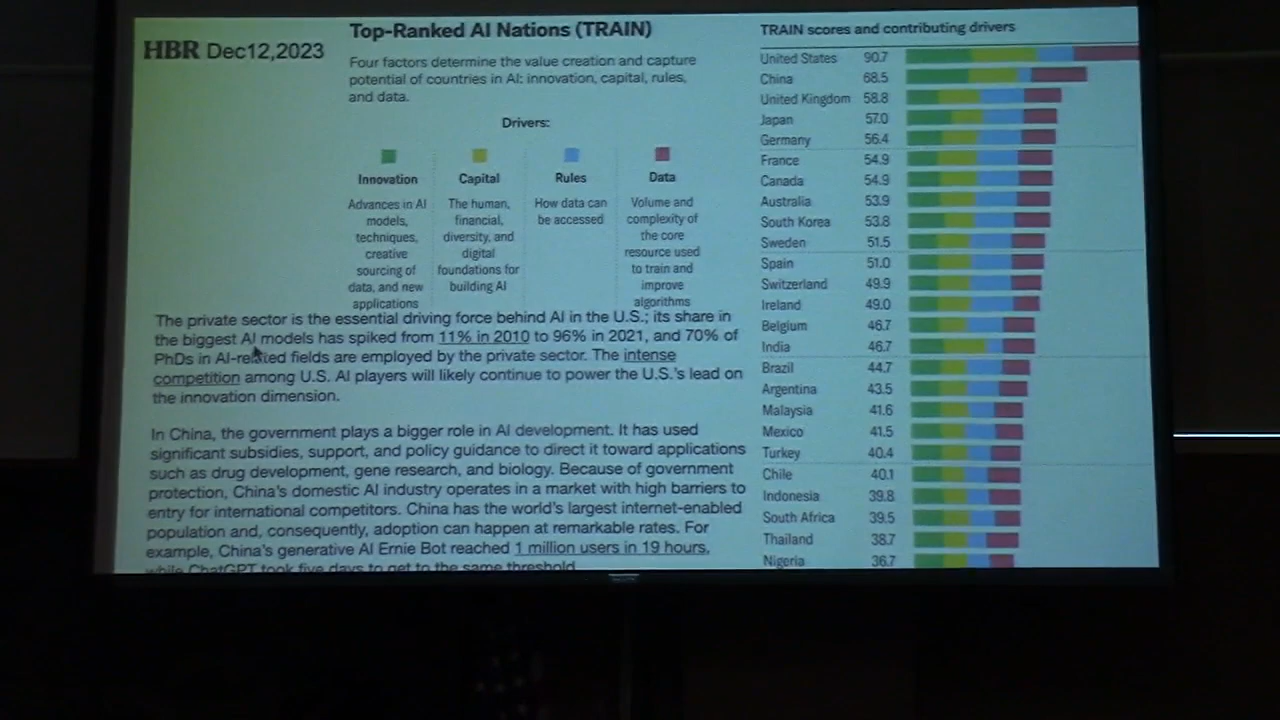 HBR Dec12,2023
Top-Ranked AI Nations (TRAIN)
Four factors determine the value creation and capture
potential of countries in AI: innovation, capital, rules,
and data.
Drivers:
Innovation
Advances in AI
models,
techniques,
creative
sourcing of
data, and new
applications
Capital
The human,
financial,
diversity, and
digital
foundations for
building AI
Rules
How data can
be accessed
Data
Volume and
complexity of
the core
resource used
to train and
improve
algorithms
The private sector is the essential driving force behind AI in the U.S.; its share in
the biggest AI models has spiked from 11% in 2010 to 96% in 2021, and 70% of
PhDs in AI-related fields are employed by the private sector. The intense
competition among U.S. AI players will likely continue to power the U.S.'s lead on
the innovation dimension.
In China, the government plays a bigger role in AI development. It has used
significant subsidies, support, and policy guidance to direct it toward applications
such as drug development, gene research, and biology. Because of government
protection, China's domestic AI industry operates in a market with high barriers to
entry for international competitors. China has the world's largest internet-enabled
population and, consequently, adoption can happen at remarkable rates. For
example, China's generative AI Ernie Bot reached 1 million users in 19 hours,
while ChatGPT took five days to get to the same threshold
TRAIN scores and contributing drivers
United States 90.7
China 68.5
United Kingdom 58.8
Japan 57.0
Germany 56.4
France 54.9
Canada 54.9
Australia 53.9
South Korea 53.8
Sweden 51.5
Spain 51.0
Switzerland 49.9
Ireland 49.0
Belgium 46.7
India 46.7
Brazil 44.7
Argentina 43.5
Malaysia 41.6
Mexico 41.5
Turkey 40.4
Chile 40.1
Indonesia 39.8
South Africa 39.5
Thailand 38.7
Nigeria 36.7